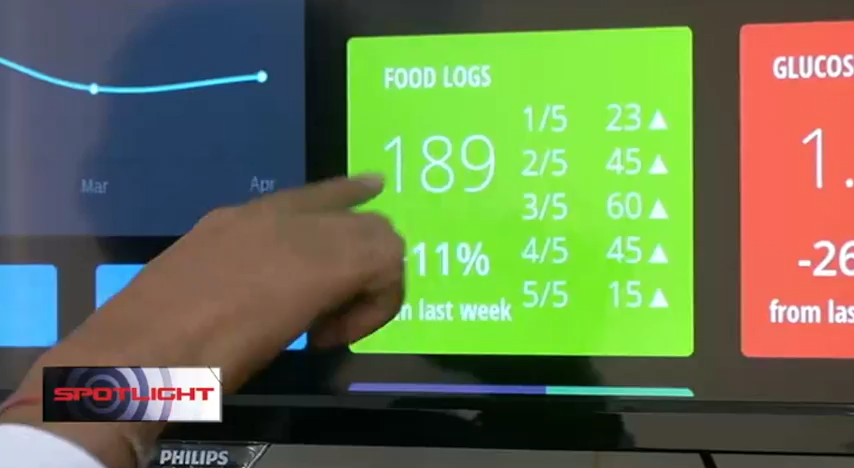 FOOD LOGS
189
11%
last week
1/5 23▲
2/5 45▲
3/5 60▲
4/5 45▲
5/5 15▲
GLUCOS
1.
-26
from las
Mar
Apr
SPOTLIGHT
PHILIPS